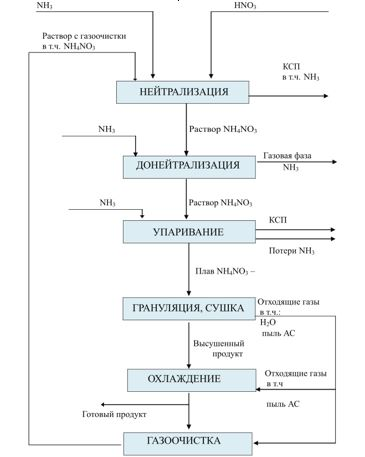 NH3
HNO3
Раствор с газоочистки
в т.ч. NH4NO3
КСП
в т.ч. NH3
НЕЙТРАЛИЗАЦИЯ
NH3
Раствор NH4NO3
ДОНЕЙТРАЛИЗАЦИЯ
Газовая фаза
NH3
NH3
Раствор NH4NO3
КСП
УПАРИВАНИЕ
Потери NH3
Плав NH4NO3 –
ГРАНУЛЯЦИЯ, СУШКА
Отходящие газы
в т.ч.:
H2O
пыль АС
Высушенный
продукт
ОХЛАЖДЕНИЕ
Отходящие газы
в т.ч
пыль АС
Готовый продукт
ГАЗООЧИСТКА